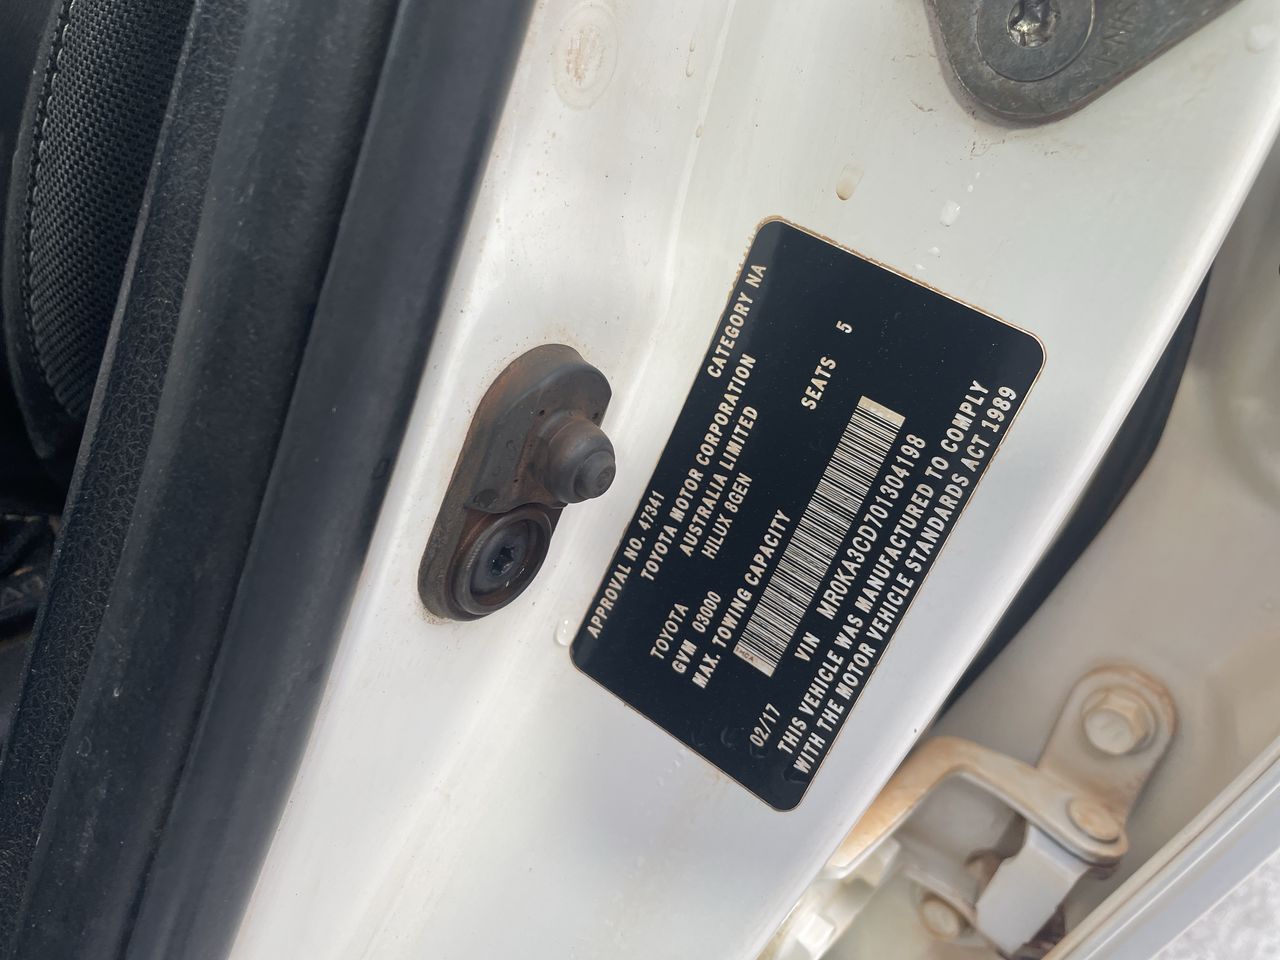 APPROVAL NO. 47341 CATEGORY NA
TOYOTA TOYOTA MOTOR CORPORATION
AUSTRALIA LIMITED
GVM 03000 HILUX 8GEN
MAX. TOWING CAPACITY SEATS 5
02/17 VIN MR0KA3CD701304198
THIS VEHICLE WAS MANUFACTURED TO COMPLY
WITH THE MOTOR VEHICLE STANDARDS ACT 1989